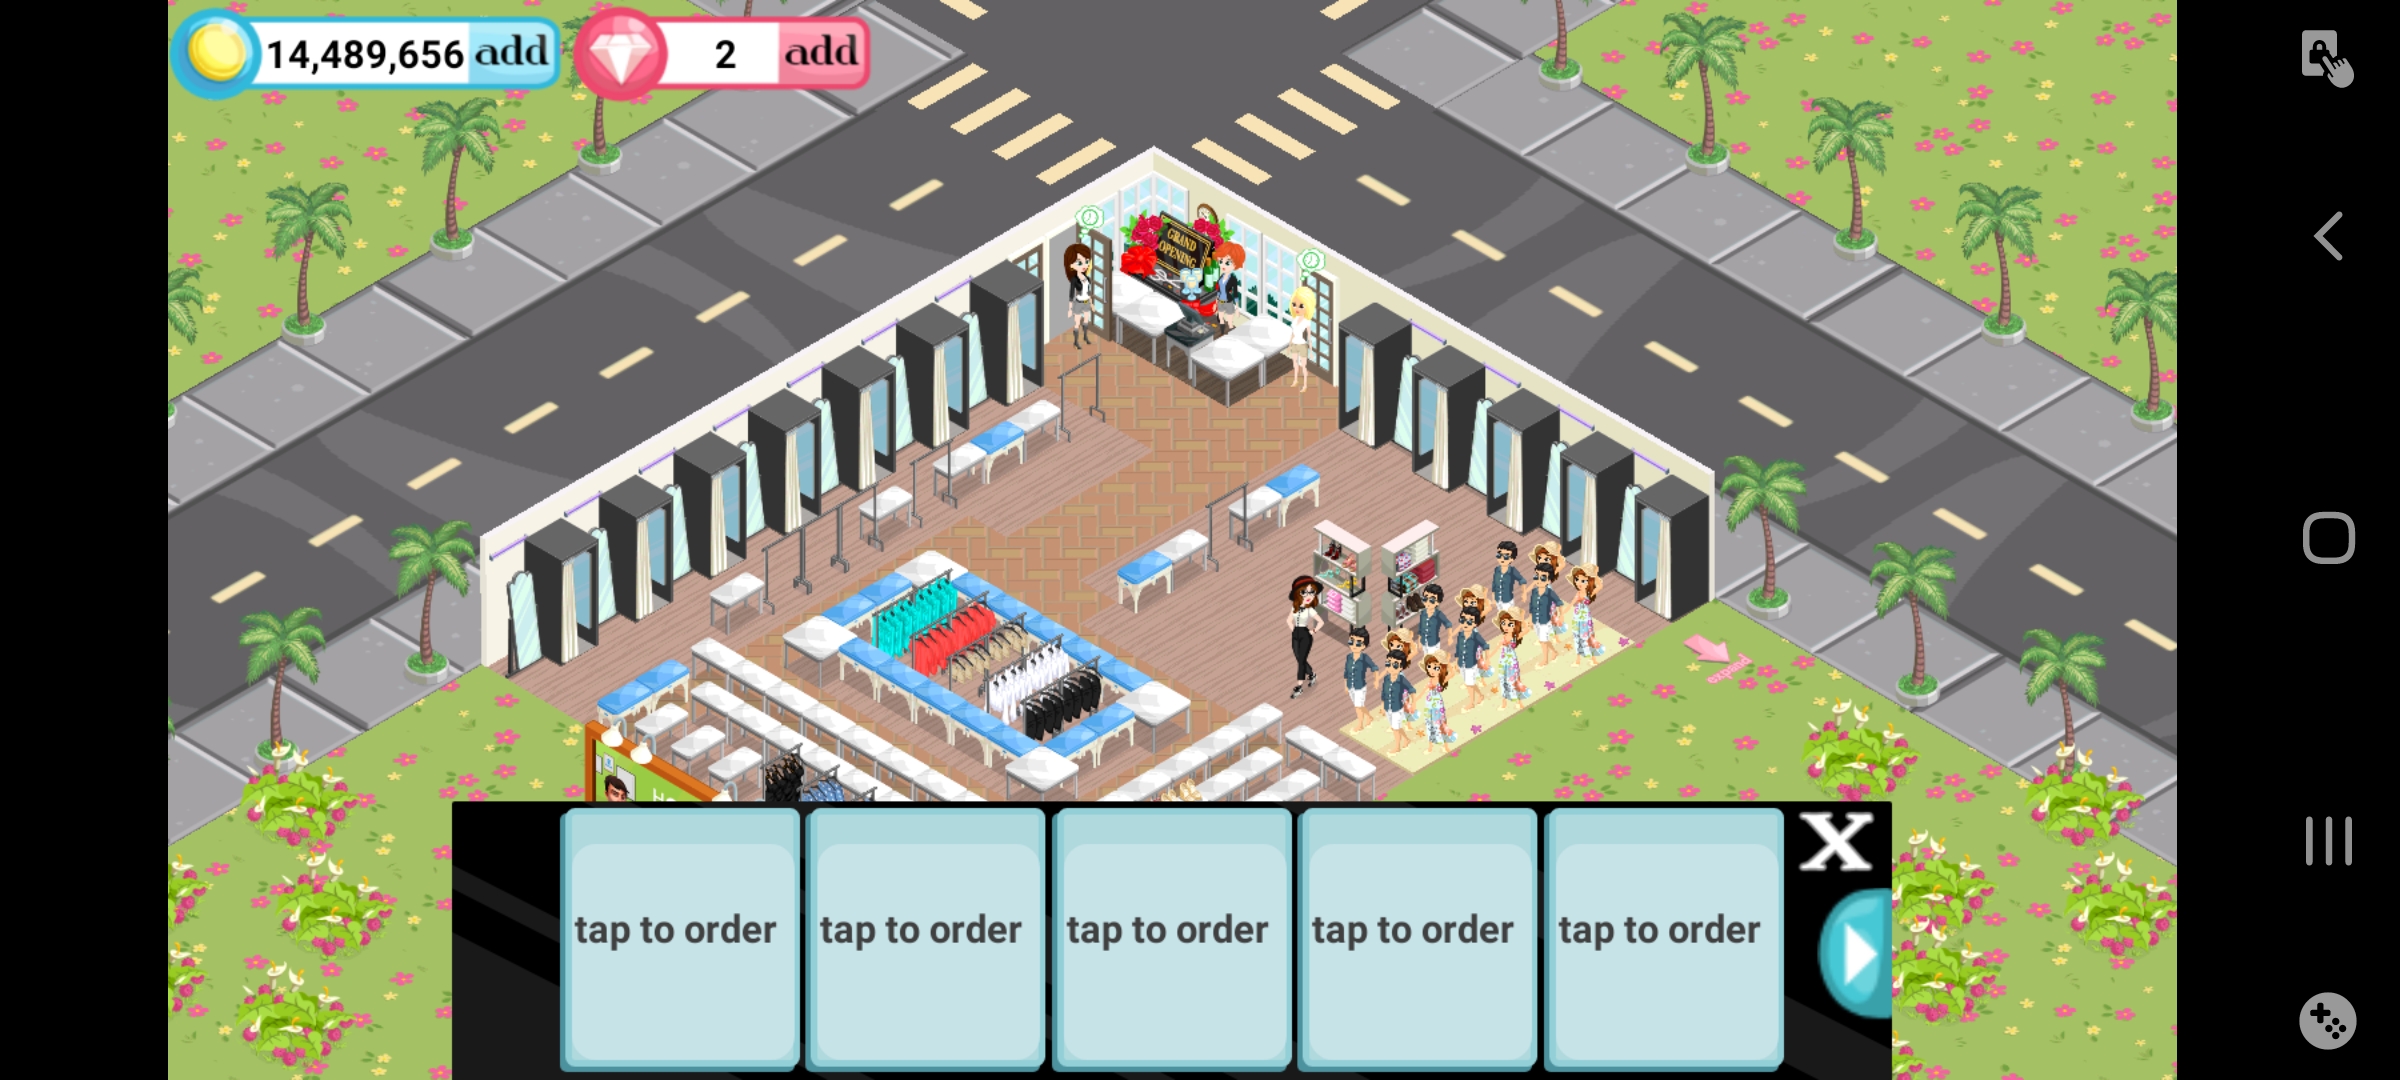 14,489,656 add
2 add
GRAND
OPENING
expand
tap to order
tap to order
tap to order
tap to order
tap to order
X